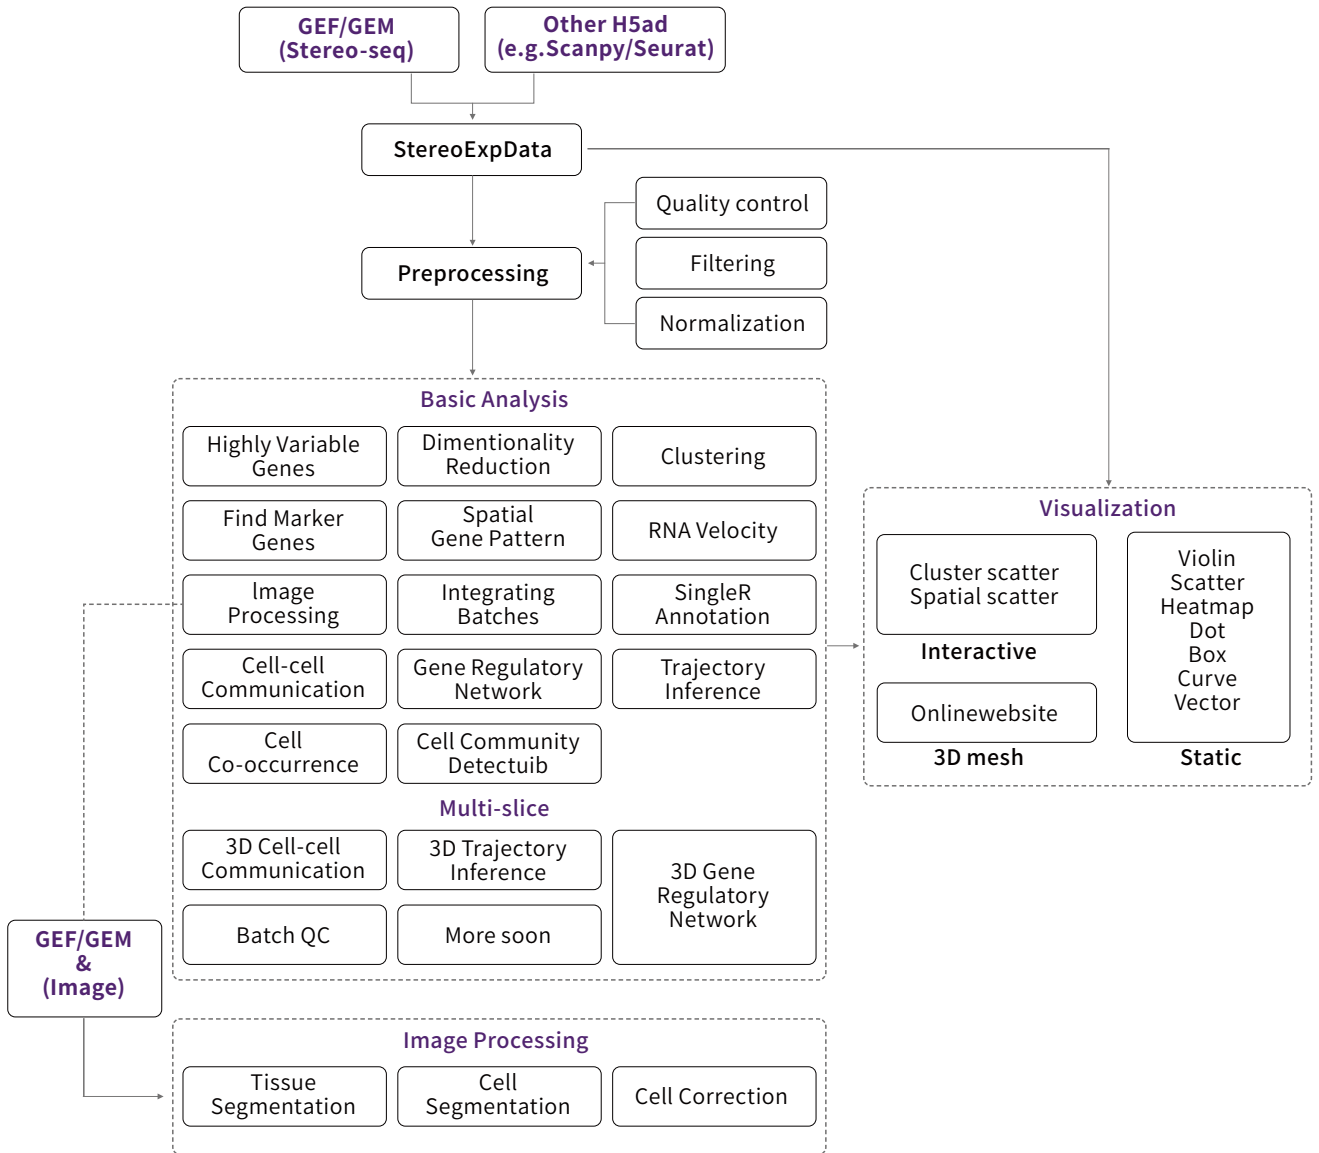 GEF/GEM
(Stereo-seq)
Other H5ad
(e.g.Scanpy/Seurat)
StereoExpData
Quality control
Preprocessing
Filtering
Normalization
Basic Analysis
Highly Variable
Genes
Dimentionality
Reduction
Clustering
Find Marker
Genes
Spatial
Gene Pattern
RNA Velocity
Image
Processing
Integrating
Batches
SingleR
Annotation
Cell-cell
Communication
Gene Regulatory
Network
Trajectory
Inference
Cell
Co-occurrence
Cell Community
Detectuib
Multi-slice
3D Cell-cell
Communication
3D Trajectory
Inference
3D Gene
Regulatory
Network
Batch QC
More soon
Visualization
Cluster scatter
Spatial scatter
Interactive
Onlinewebsite
3D mesh
Violin
Scatter
Heatmap
Dot
Box
Curve
Vector
Static
GEF/GEM
&
(Image)
Image Processing
Tissue
Segmentation
Cell
Segmentation
Cell Correction